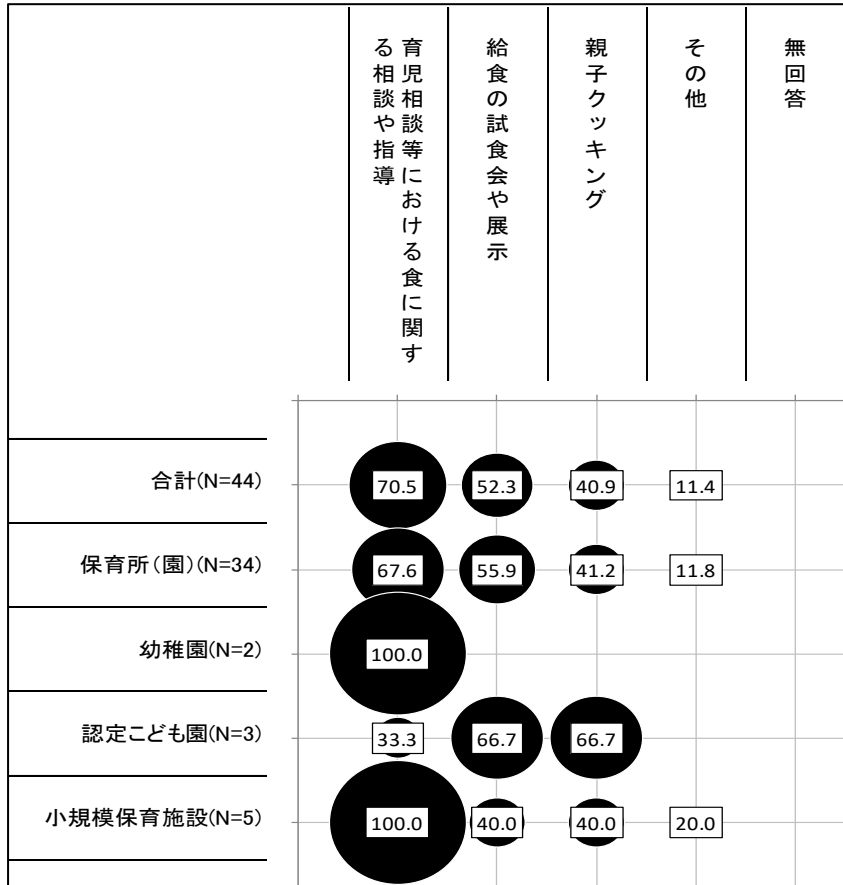 育児相談等における食に関す
る相談や指導
給食の試食会や展示
親子クッキング
その他
無回答
合計(N=44)
70.5
52.3
40.9
11.4
保育所(園)(N=34)
67.6
55.9
41.2
11.8
幼稚園(N=2)
100.0
認定こども園(N=3)
33.3
66.7
66.7
小規模保育施設(N=5)
100.0
40.0
40.0
20.0